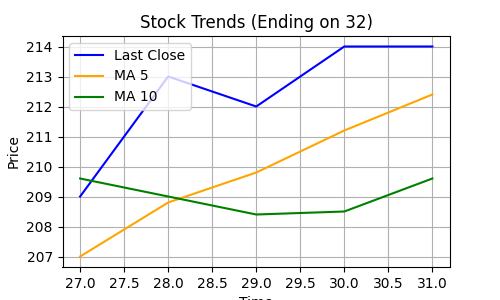 Stock Trends (Ending on 32)
Last Close
MA 5
MA 10
Price
214
213
212
211
210
209
208
207
27.0 27.5 28.0 28.5 29.0 29.5 30.0 30.5 31.0
Time